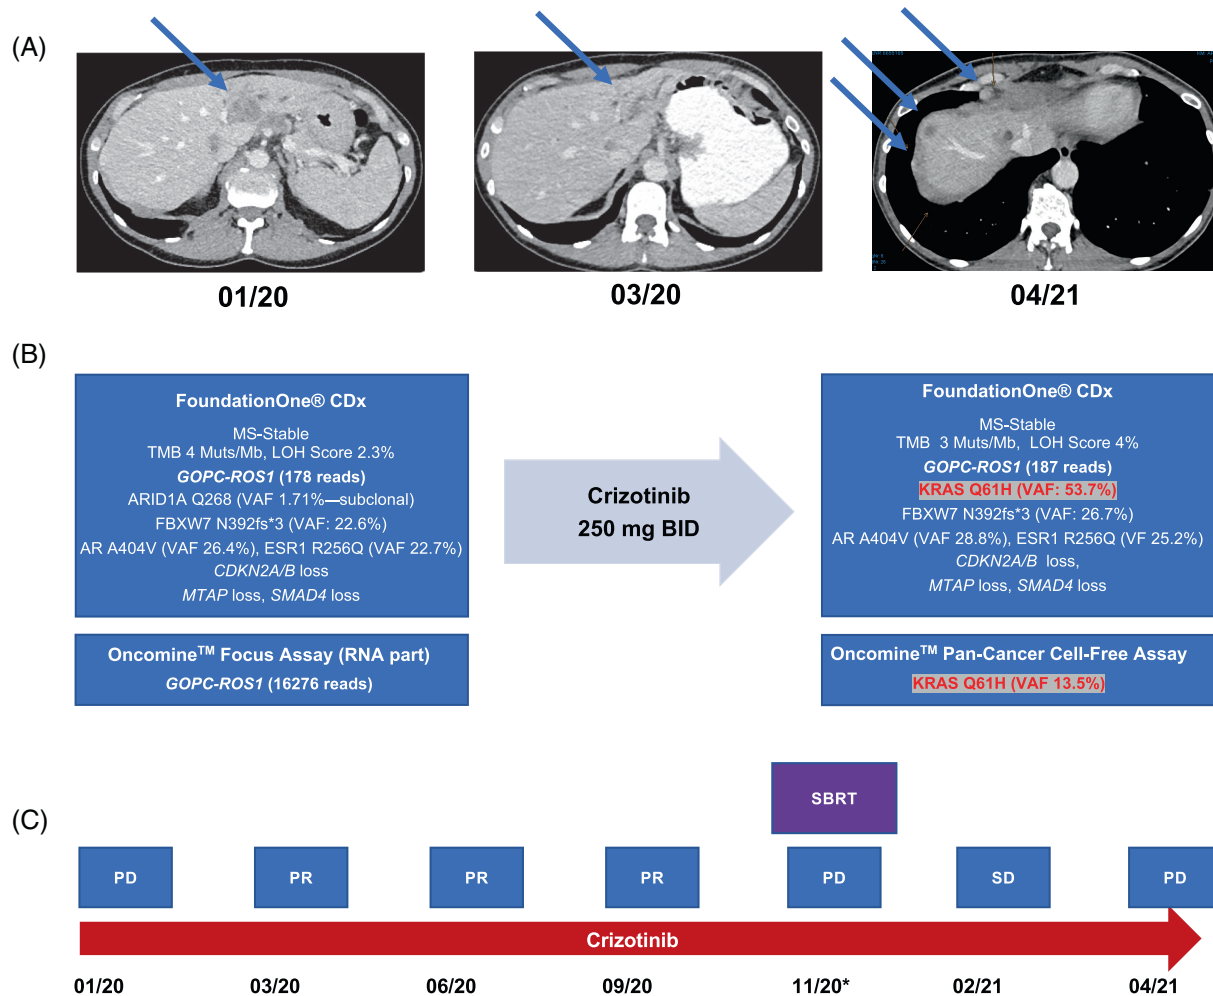 (A)
01/20
03/20
04/21
(B)
FoundationOne® CDx
MS-Stable
TMB 4 Muts/Mb, LOH Score 2.3%
GOPC-ROS1 (178 reads)
ARID1A Q268 (VAF 1.71%—subclonal)
FBXW7 N392fs*3 (VAF: 22.6%)
AR A404V (VAF 26.4%), ESR1 R256Q (VAF 22.7%)
CDKN2A/B loss
MTAP loss, SMAD4 loss
Oncomine™ Focus Assay (RNA part)
GOPC-ROS1 (16276 reads)
Crizotinib
250 mg BID
FoundationOne® CDx
MS-Stable
TMB 3 Muts/Mb, LOH Score 4%
GOPC-ROS1 (187 reads)
KRAS Q61H (VAF: 53.7%)
FBXW7 N392fs*3 (VAF: 26.7%)
AR A404V (VAF 28.8%), ESR1 R256Q (VF 25.2%)
CDKN2A/B loss,
MTAP loss, SMAD4 loss
Oncomine™ Pan-Cancer Cell-Free Assay
KRAS Q61H (VAF 13.5%)
(C)
SBRT
PD PR PR PR PD SD PD
Crizotinib
01/20 03/20 06/20 09/20 11/20* 02/21 04/21